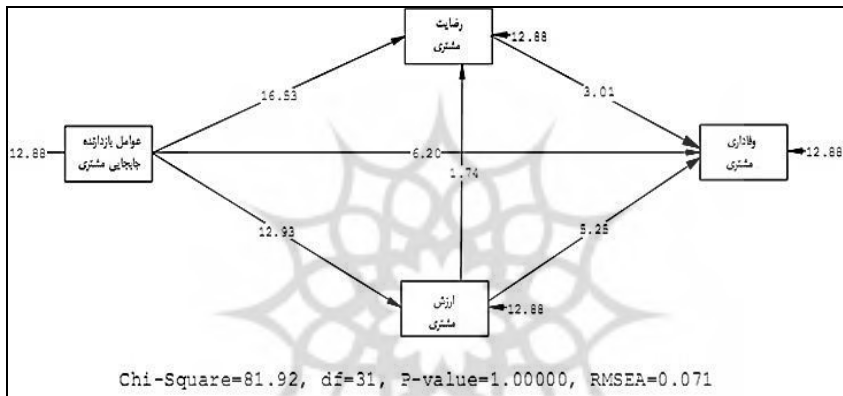 رضایت
مشتری
12.88
16.53
3.01
عوامل بازدارنده
جابجایی مشتری
12.88
6.20
1.74
وفاداری
مشتری
12.88
12.93
5.25
ارزش
مشتری
12.88
Chi-Square=81.92, df=31, P-value=1.00000, RMSEA=0.071